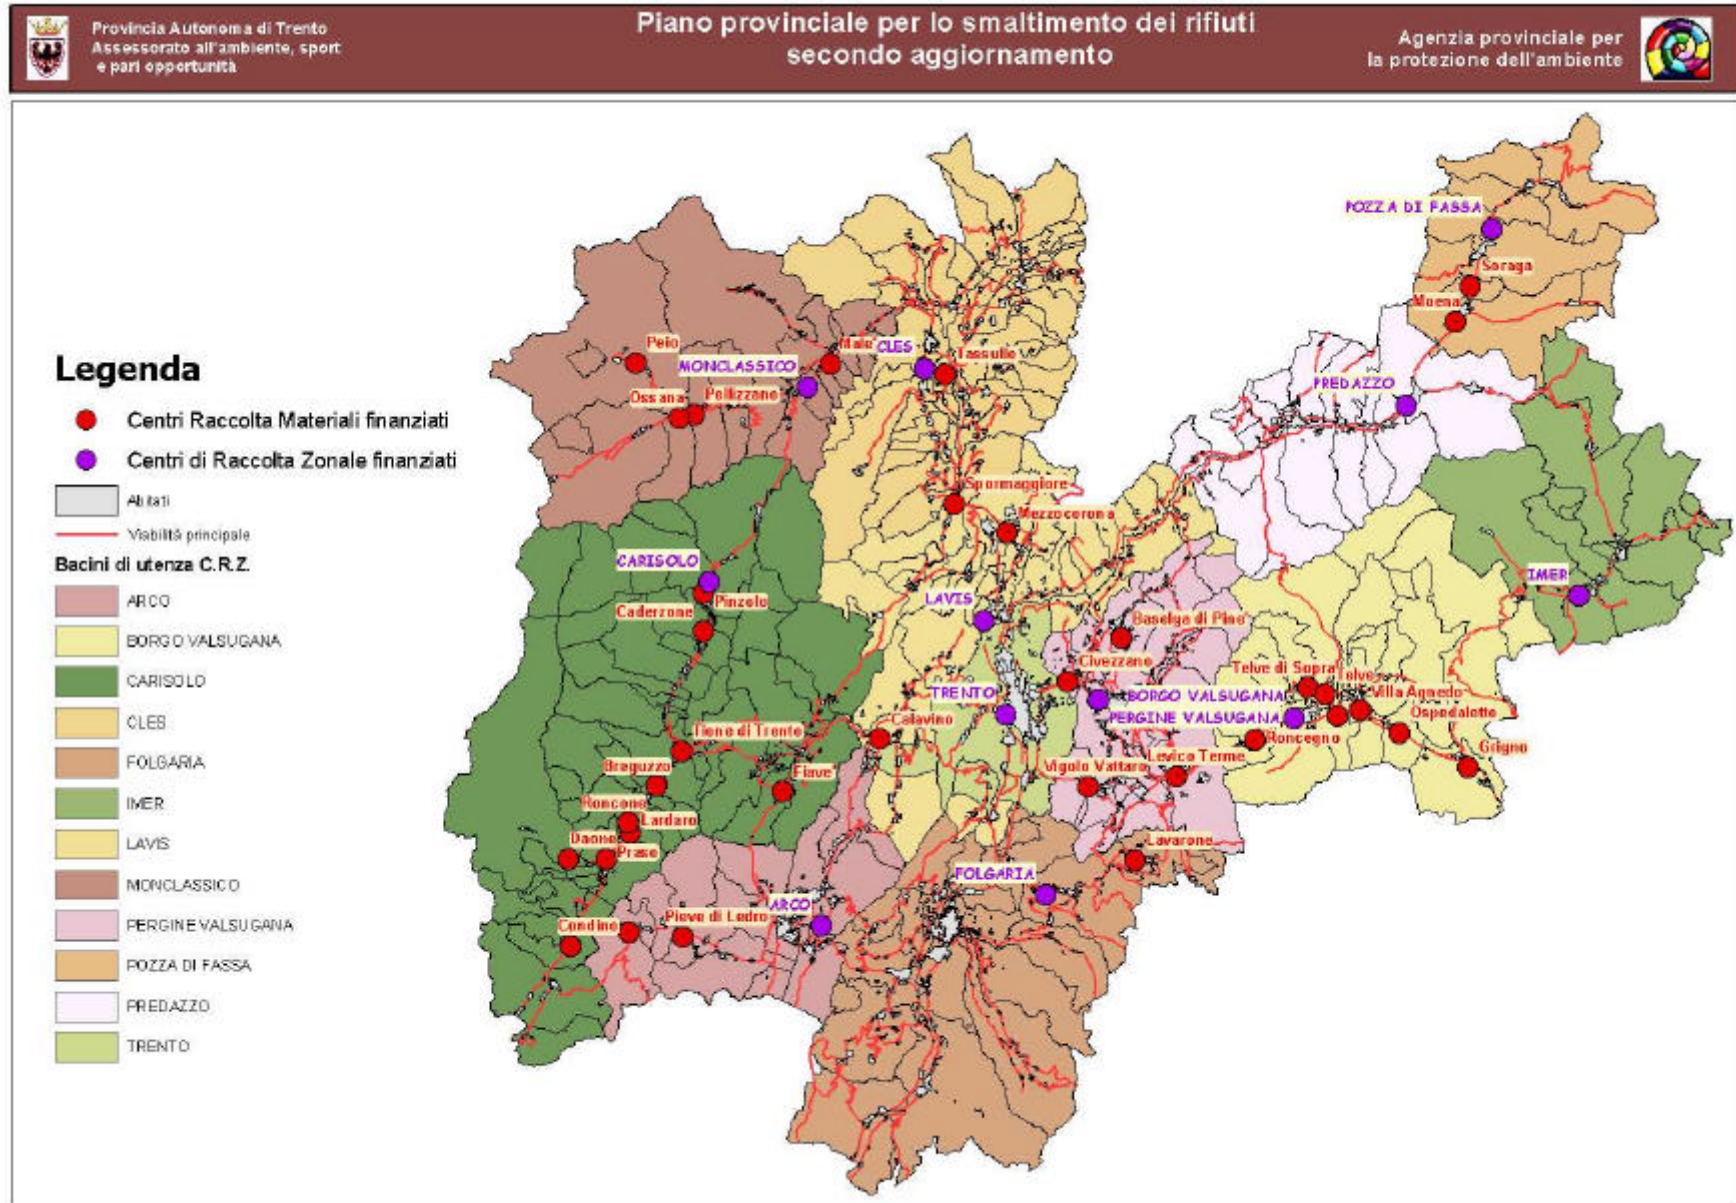 Provincia Autonoma di Trento
Assessorato all'ambiente, sport
e pari opportunità
Piano provinciale per lo smaltimento dei rifiuti
secondo aggiornamento
Agenzia provinciale per
la protezione dell'ambiente
Legenda
Centri Raccolta Materiali finanziati
Centri di Raccolta Zonale finanziati
Abitati
Viabilità principale
Bacini di utenza C.R.Z.
ARCO
BORGO VALSUGANA
CARISOLO
CLES
FOLGARIA
IMER
LAVIS
MONCLASSICO
PERGINE VALSUGANA
POZZA DI FASSA
PREDAZZO
TRENTO
POZZA DI FASSA
Soraga
Moena
Peio
MONCLASSICO
Male'
CLES
Tassullo
Ossana
Pellizzano
PREDAZZO
Spormaggiore
Mezzocorona
CARISOLO
Pinzolo
Caderzone
LAVIS
IMER
Baselga di Pine'
Civezzano
Telve di Sopra
Telve
TRENTO
BORGO VALSUGANA
Villa Agnedo
PERGINE VALSUGANA
Ospedaletto
Calavino
Tione di Trento
Roncegno
Grigno
Breguzzo
Fiave'
Vigolo Vattaro
Levico Terme
Roncone
Lardaro
Daone
Praso
Lavarone
FOLGARIA
ARCO
Pieve di Ledro
Condino